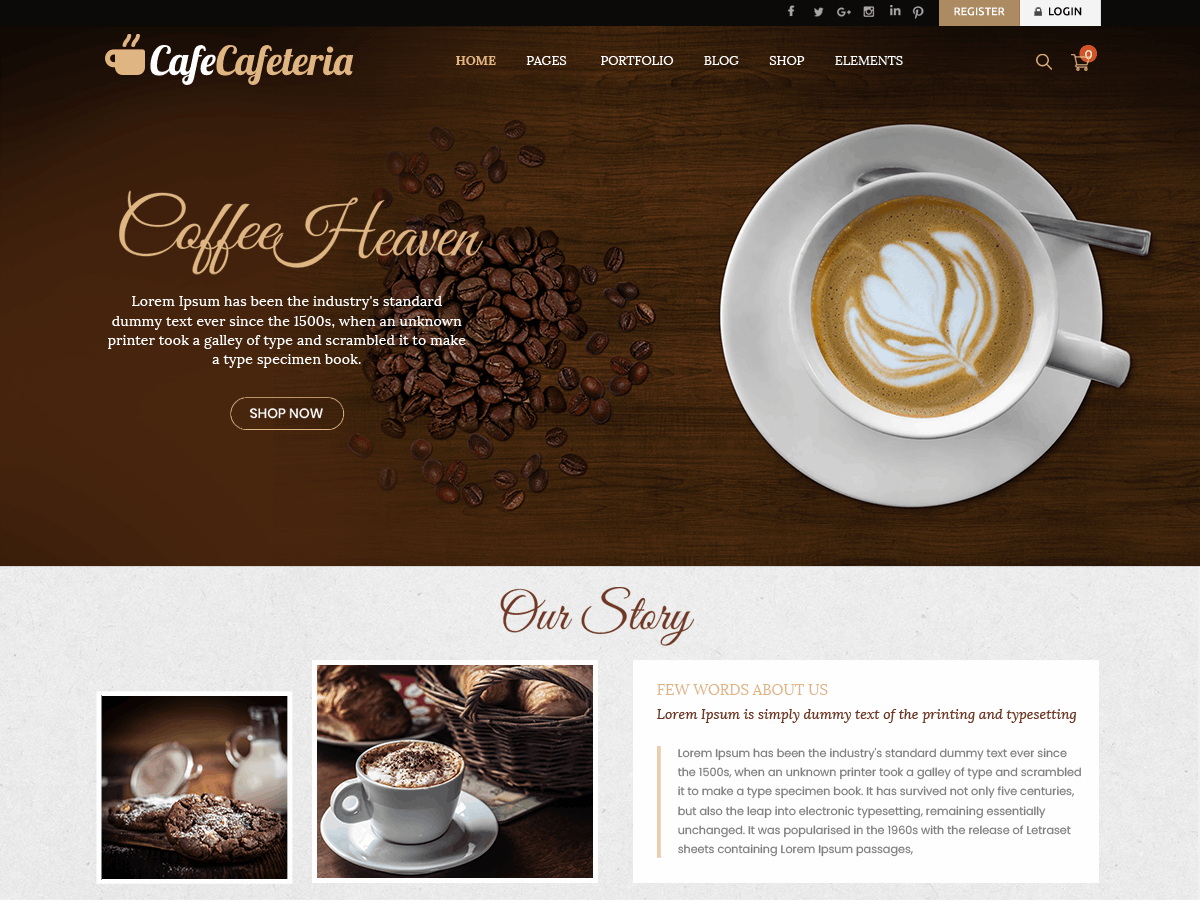 REGISTER
LOGIN
CafeCafeteria
HOME
PAGES
PORTFOLIO
BLOG
SHOP
ELEMENTS
0
Coffee Heaven
Lorem Ipsum has been the industry's standard
dummy text ever since the 1500s, when an unknown
printer took a galley of type and scrambled it to make
a type specimen book.
SHOP NOW
Our Story
FEW WORDS ABOUT US
Lorem Ipsum is simply dummy text of the printing and typesetting
Lorem Ipsum has been the industry's standard dummy text ever since
the 1500s, when an unknown printer took a galley of type and scrambled
it to make a type specimen book. It has survived not only five centuries,
but also the leap into electronic typesetting, remaining essentially
unchanged. It was popularised in the 1960s with the release of Letraset
sheets containing Lorem Ipsum passages,